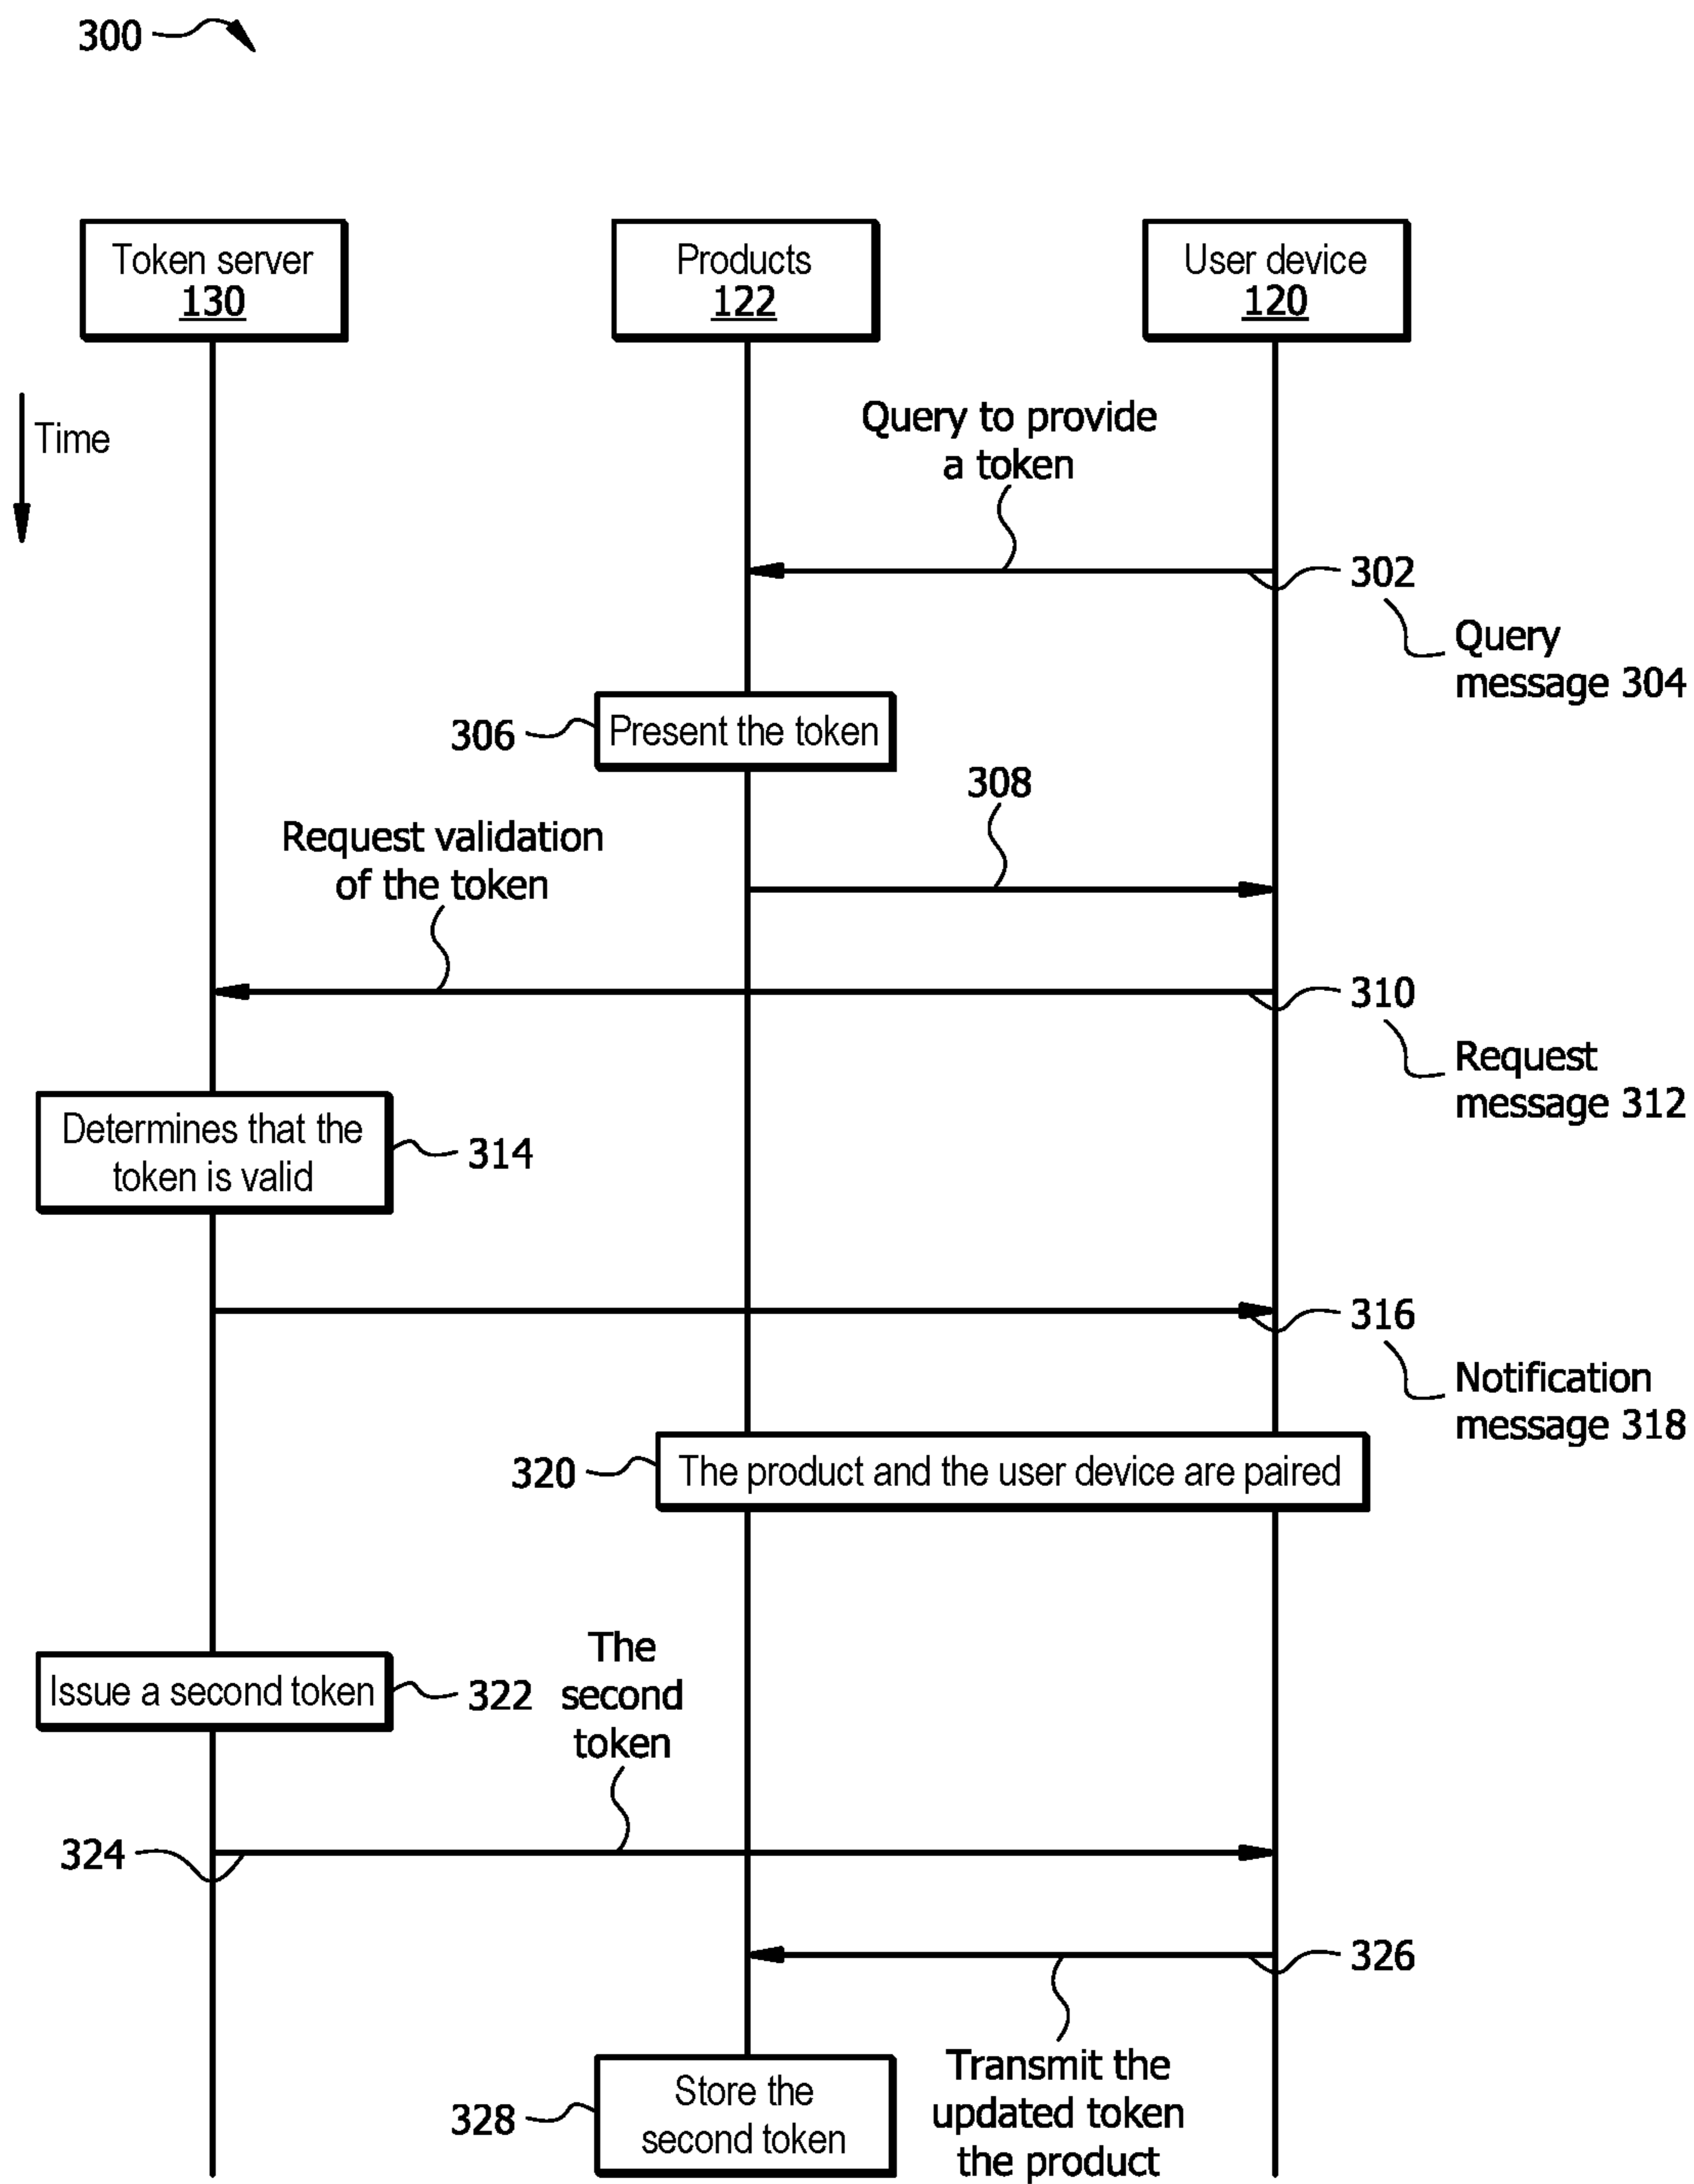 300
Token server
130
Products
122
User device
120
Time
Query to provide
a token
302
Query
message 304
306
Present the token
308
Request validation
of the token
310
Request
message 312
Determines that the
token is valid
314
316
Notification
message 318
320
The product and the user device are paired
Issue a second token
322
The
second
token
324
326
Transmit the
updated token
the product
328
Store the
second token